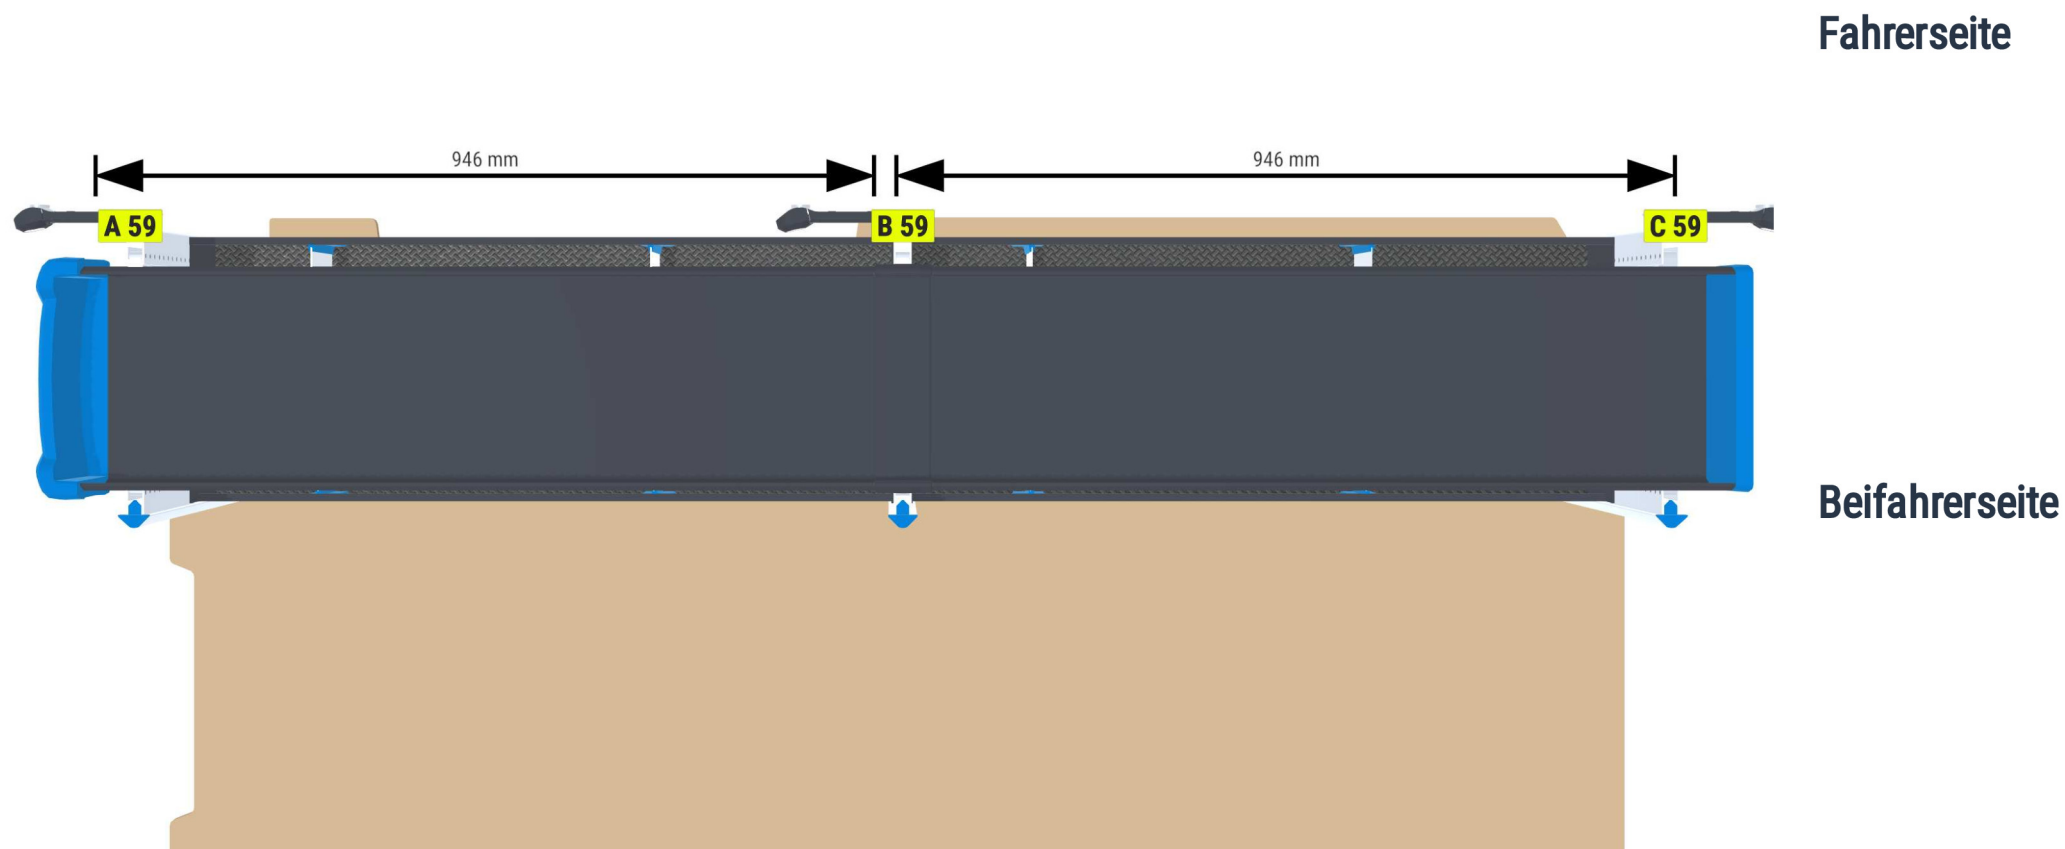 Fahrerseite
946 mm
946 mm
A 59
B 59
C 59
Beifahrerseite